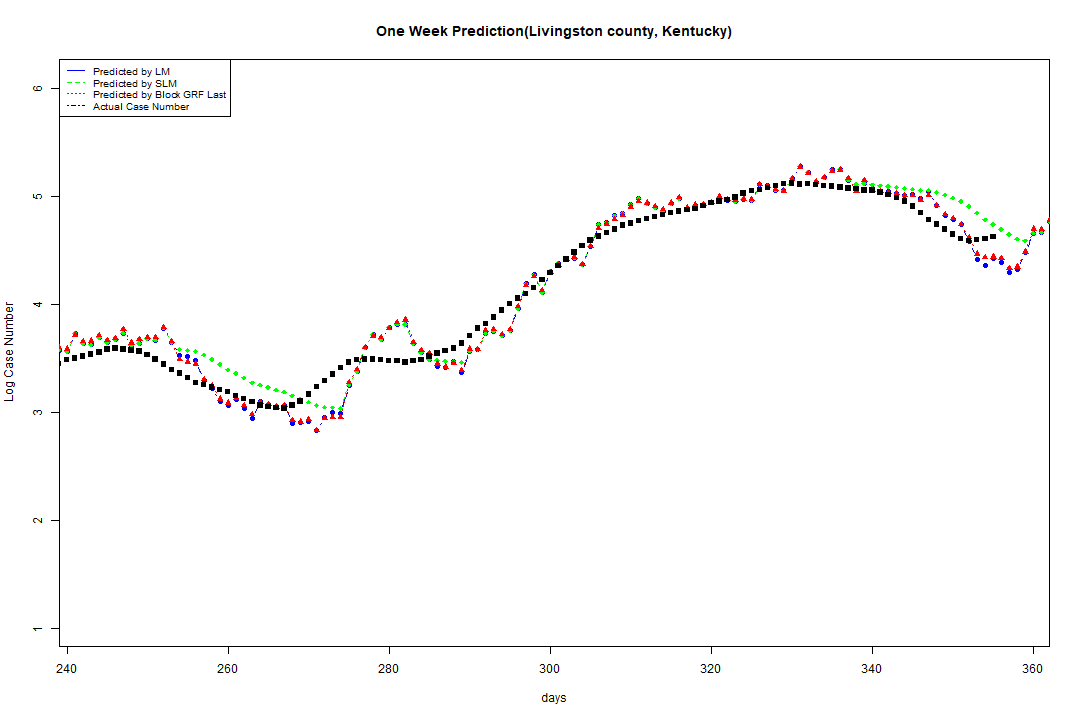 One Week Prediction(Livingston county, Kentucky)
Predicted by LM
Predicted by SLM
Predicted by Block GRF Last
Actual Case Number
6
5
4
3
2
1
Log Case Number
240 260 280 300 320 340 360
days